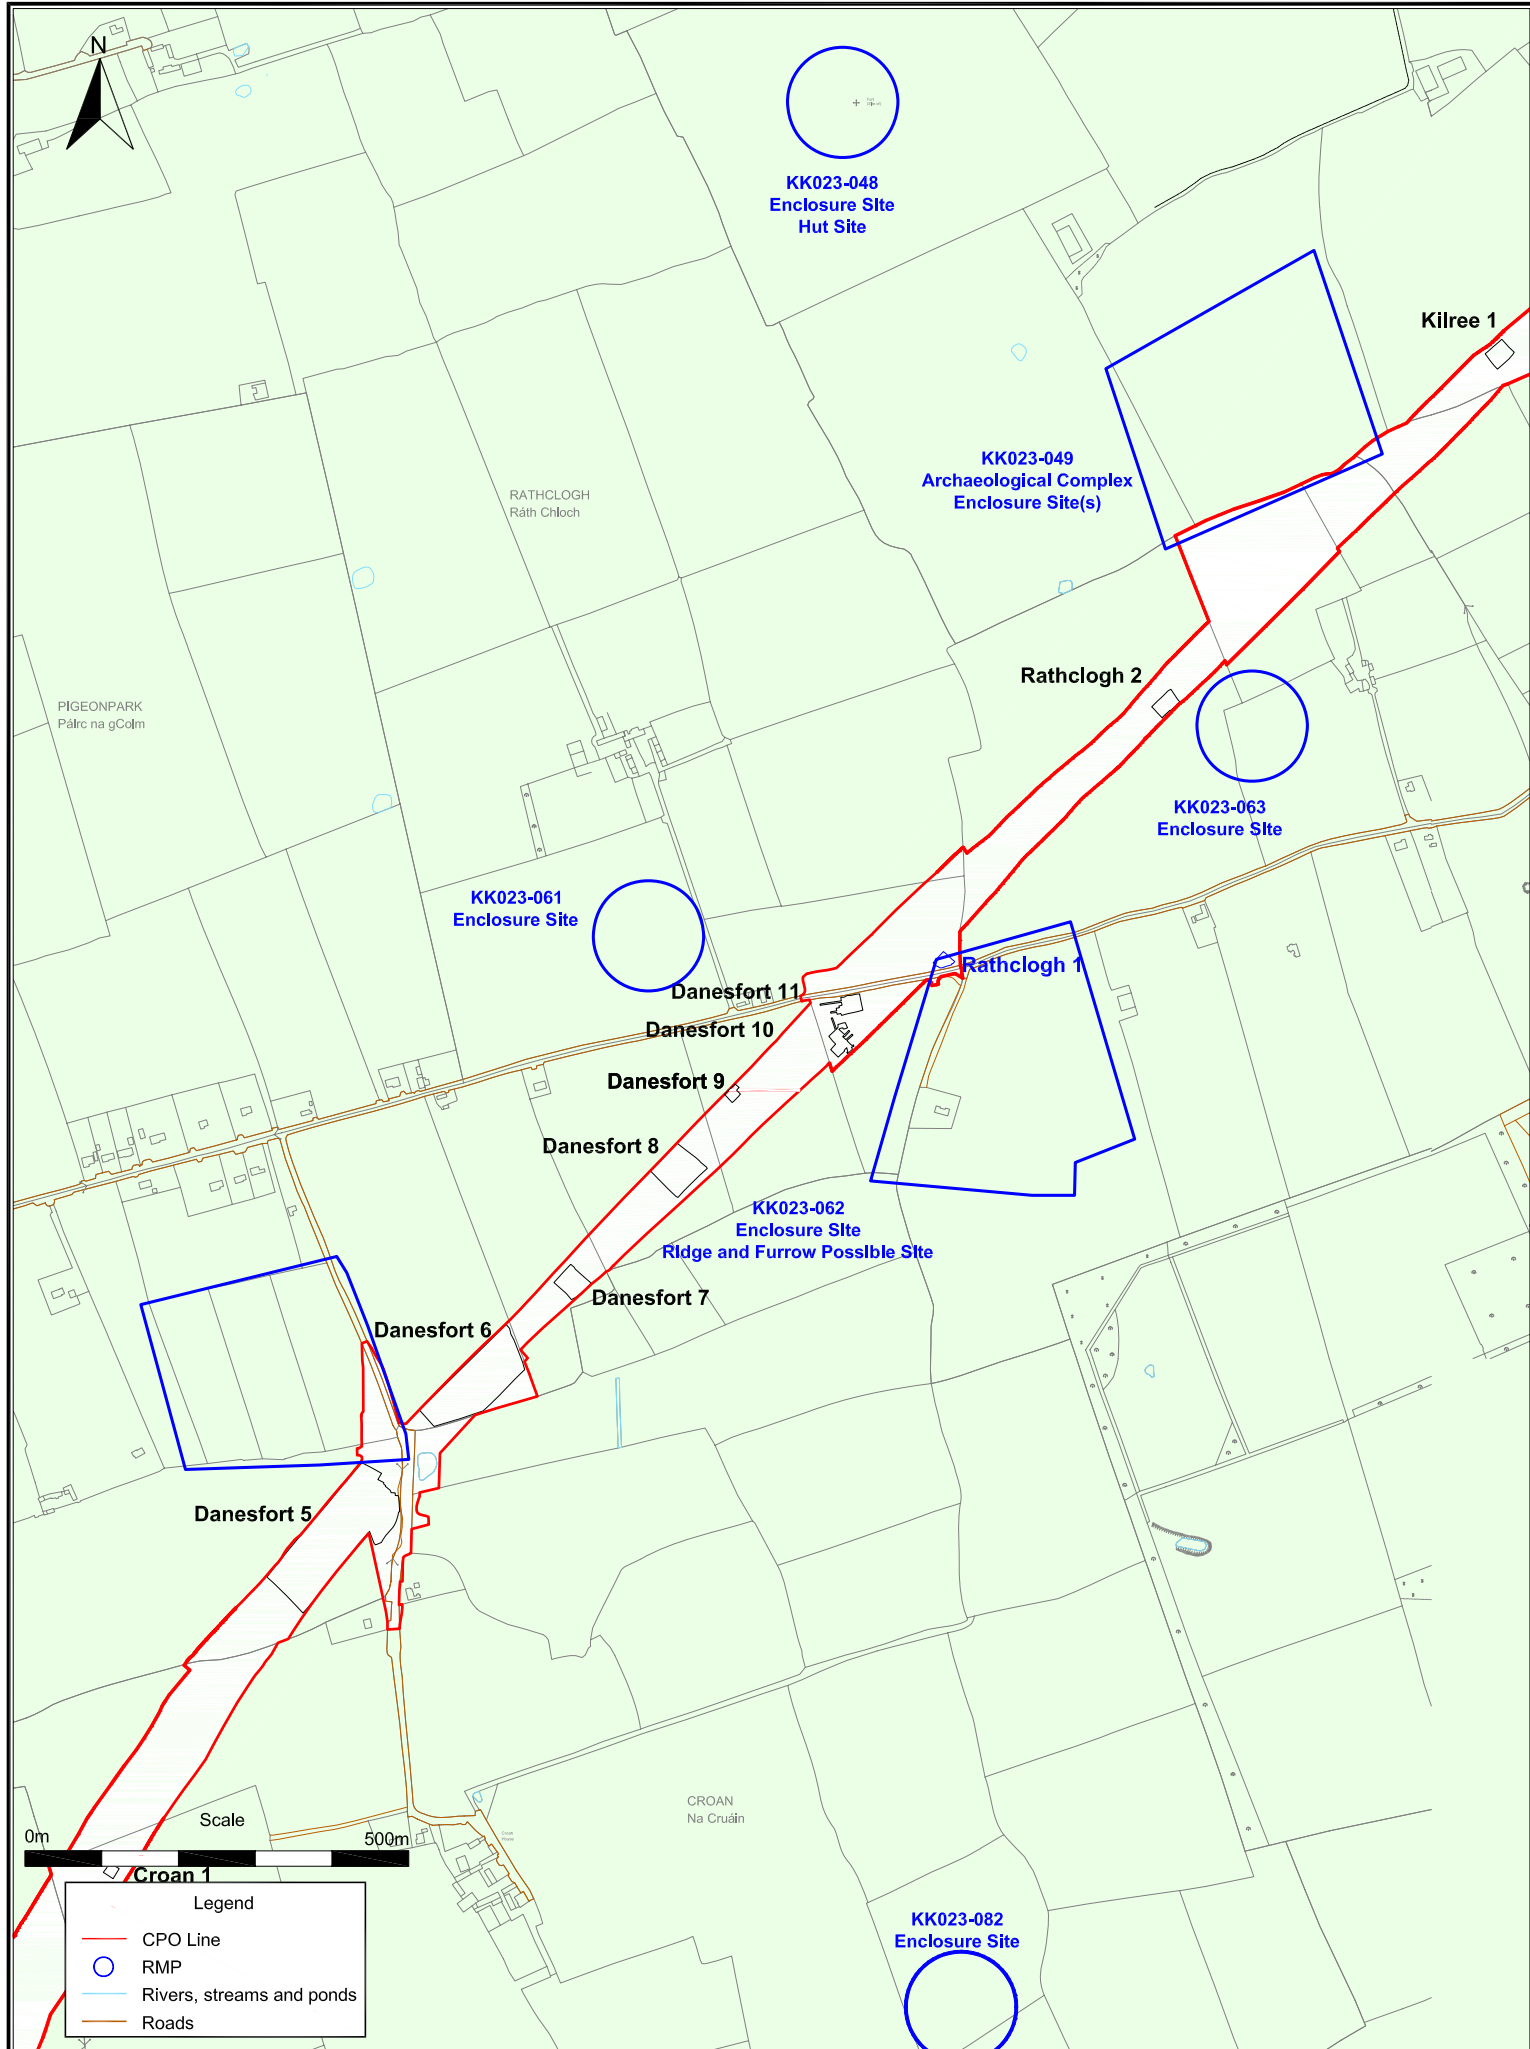 N
KK023-048
Enclosure Site
Hut Site
Kilree 1
KK023-049
Archaeological Complex
Enclosure Site(s)
RATHCLOGH
Ráth Chloch
Rathclogh 2
PIGEONPARK
Páirc na gColm
KK023-063
Enclosure Site
KK023-061
Enclosure Site
Rathclogh 1
Danesfort 11
Danesfort 10
Danesfort 9
Danesfort 8
KK023-062
Enclosure Site
Ridge and Furrow Possible Site
Danesfort 7
Danesfort 6
Danesfort 5
CROAN
Na Cruáin
Scale
0m
500m
Croan 1
Legend
CPO Line
RMP
Rivers, streams and ponds
Roads
KK023-082
Enclosure Site